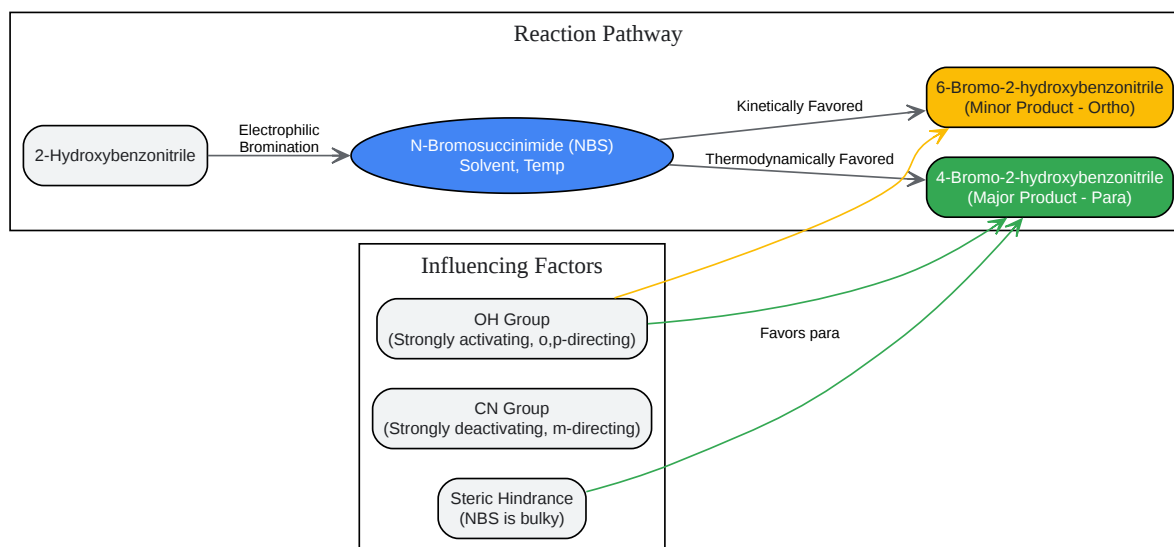 Reaction Pathway
2-Hydroxybenzonitrile
Electrophilic
Bromination
N-Bromosuccinimide (NBS)
Solvent, Temp
Kinetically Favored
Thermodynamically Favored
6-Bromo-2-hydroxybenzonitrile
(Minor Product - Ortho)
4-Bromo-2-hydroxybenzonitrile
(Major Product - Para)
Influencing Factors
OH Group
(Strongly activating, o,p-directing)
Favors para
CN Group
(Strongly deactivating, m-directing)
Steric Hindrance
(NBS is bulky)